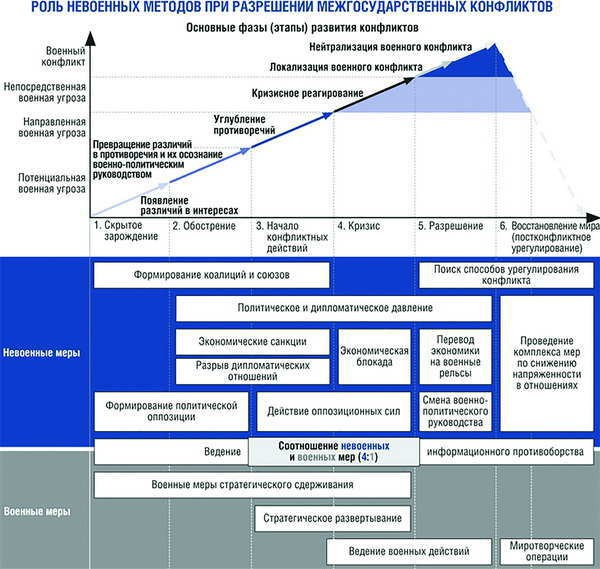 РОЛЬ НЕВОЕННЫХ МЕТОДОВ ПРИ РАЗРЕШЕНИИ МЕЖГОСУДАРСТВЕННЫХ КОНФЛИКТОВ
Основные фазы (этапы) развития конфликтов
Военный
конфликт
Непосредственная
военная угроза
Направленная
военная угроза
Потенциальная
военная угроза
Нейтрализация военного конфликта
Локализация военного конфликта
Кризисное реагирование
Углубление
противоречий
Превращение различий
в противоречия и их осознание
военно-политическим
руководством
Появление
различий в интересах
1. Скрытое
зарождение
2. Обострение
3. Начало
конфликтных
действий
4. Кризис
5. Разрешение
6. Восстановление мира
(постконфликтное
урегулирование)
Невоенные меры
Формирование коалиций и союзов
Поиск способов урегулирования
конфликта
Политическое и дипломатическое давление
Экономические санкции
Разрыв дипломатических
отношений
Экономическая
блокада
Перевод
экономики
на военные
рельсы
Проведение
комплекса мер
по снижению
напряженности
в отношениях
Формирование политической
оппозиции
Действие оппозиционных сил
Смена военно-
политического
руководства
Ведение
Соотношение невоенных
и военных мер (4:1)
информационного противоборства
Военные меры
Военные меры стратегического сдерживания
Стратегическое развертывание
Ведение военных действий
Миротворческие
операции